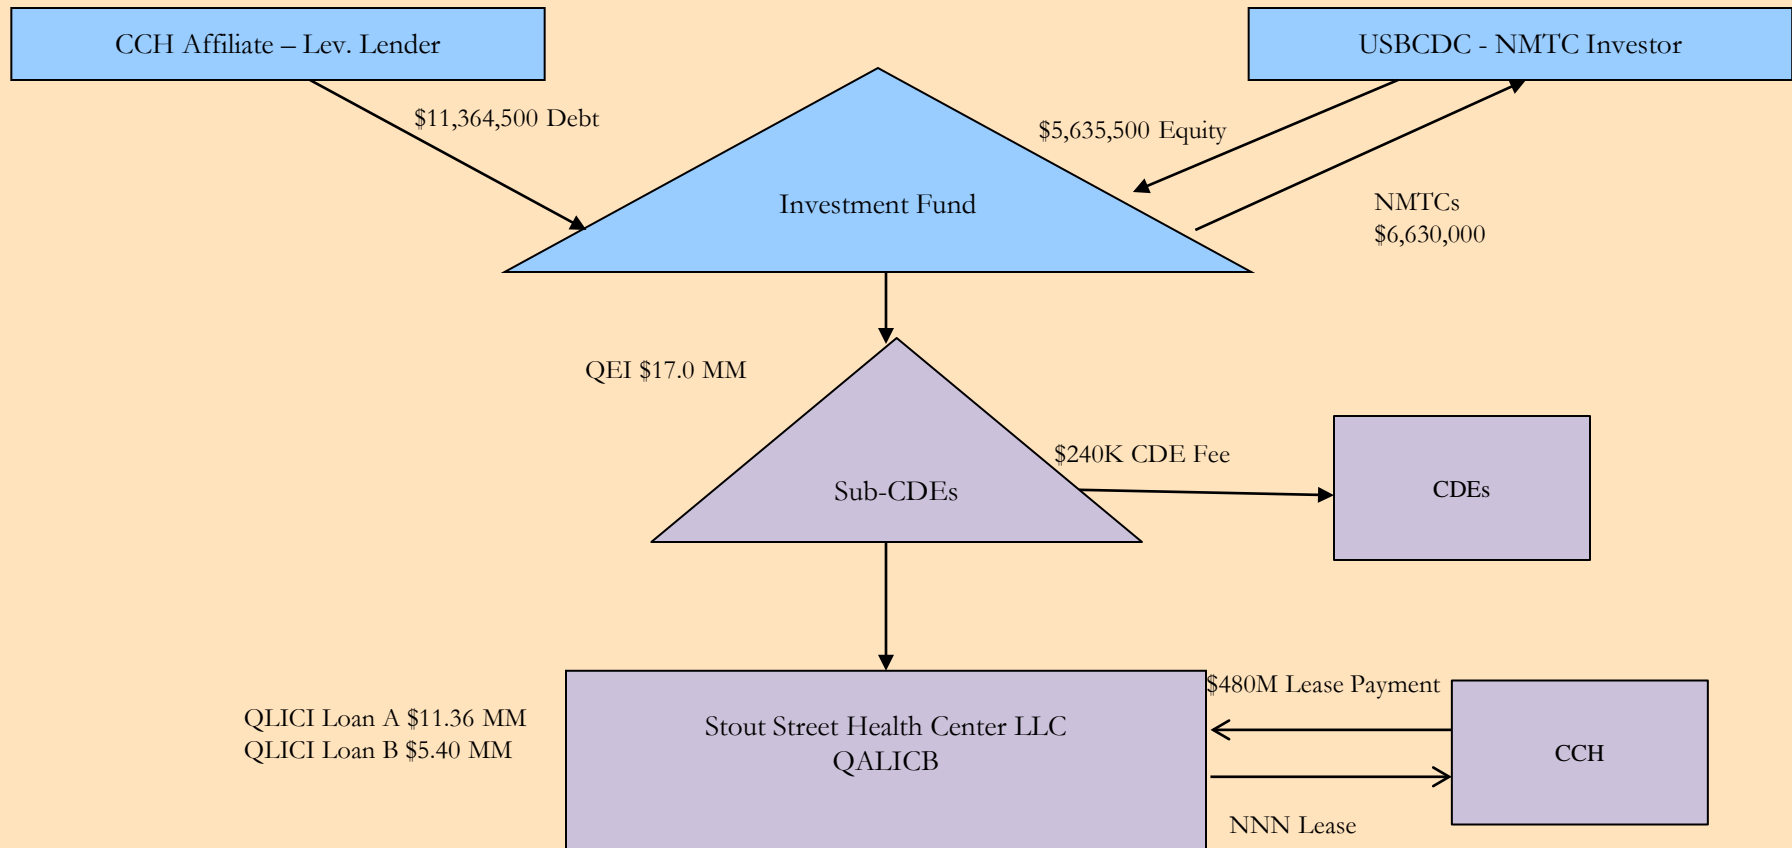 CCH Affiliate – Lev. Lender
USBCDC - NMTC Investor
$11,364,500 Debt
$5,635,500 Equity
Investment Fund
NMTCs
$6,630,000
QEI $17.0 MM
$240K CDE Fee
Sub-CDEs
CDEs
$480M Lease Payment
QLICI Loan A $11.36 MM
QLICI Loan B $5.40 MM
Stout Street Health Center LLC
QALICB
CCH
NNN Lease